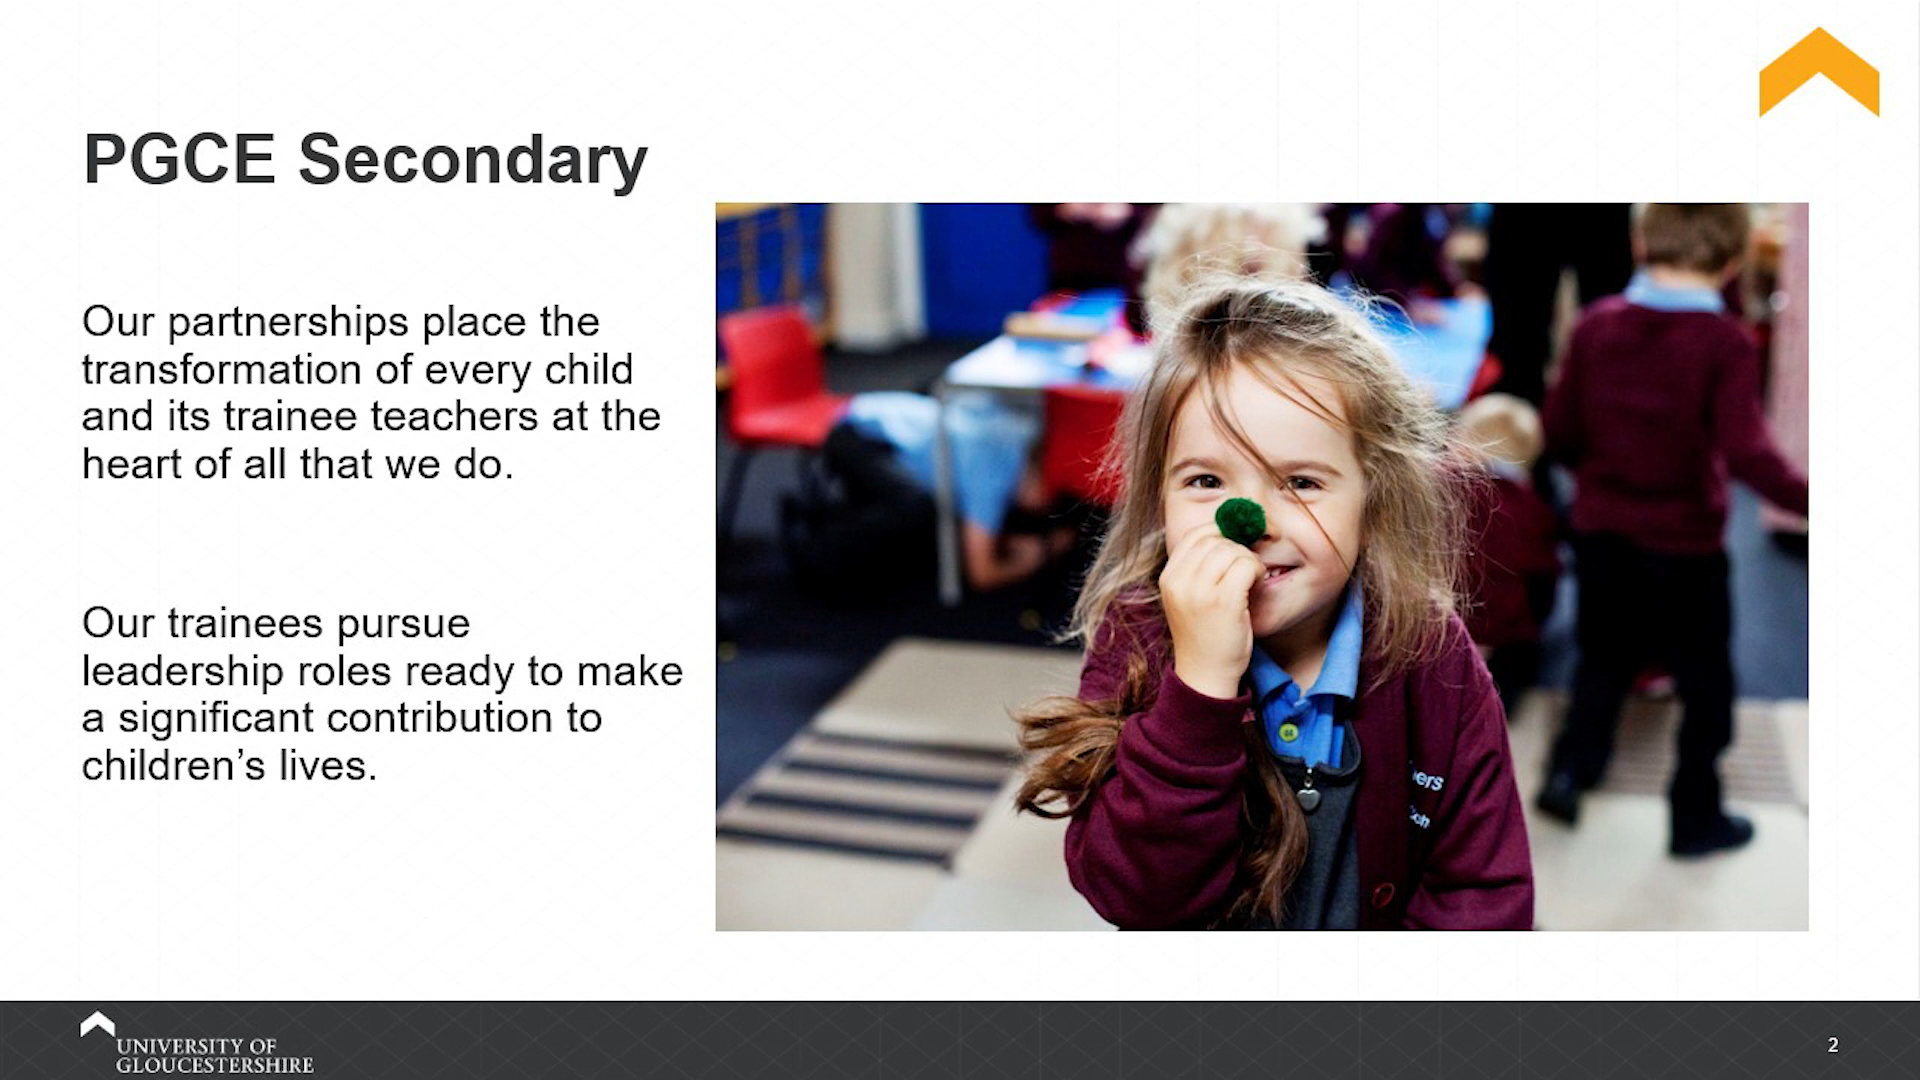 PGCE Secondary
Our partnerships place the
transformation of every child
and its trainee teachers at the
heart of all that we do.
Our trainees pursue
leadership roles ready to make
a significant contribution to
children’s lives.
UNIVERSITY OF
GLOUCESTERSHIRE
2